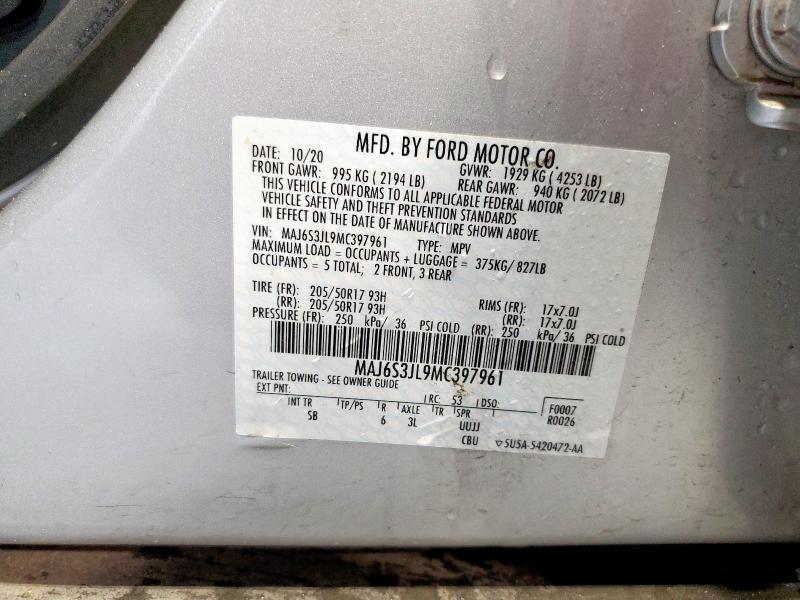 MFD. BY FORD MOTOR CO.
DATE: 10/20 GVWR: 1929 KG (4253 LB)
FRONT GAWR: 995 KG (2194 LB) REAR GAWR: 940 KG (2072 LB)
THIS VEHICLE CONFORMS TO ALL APPLICABLE FEDERAL MOTOR
VEHICLE SAFETY AND THEFT PREVENTION STANDARDS
IN EFFECT ON THE DATE OF MANUFACTURE SHOWN ABOVE.
VIN: MAJ6S3JL9MC397961 TYPE: MPV
MAXIMUM LOAD = OCCUPANTS + LUGGAGE = 375KG/827LB
OCCUPANTS = 5 TOTAL; 2 FRONT, 3 REAR
TIRE (FR): 205/50R17 93H RIMS (FR): 17x7.0J
(RR): 205/50R17 93H (RR): 17x7.0J
PRESSURE (FR): 250 kPa/ 36 PSI COLD (RR): 250 kPa/ 36 PSI COLD
MAJ6S3JL9MC397961
TRAILER TOWING - SEE OWNER GUIDE
EXT PNT: RC: 53 DSO: F0007
INT TR TP/PS R AXLE TR SPR R0026
SB 6 3L UUJJ
CBU 5U5A-5420472-AA